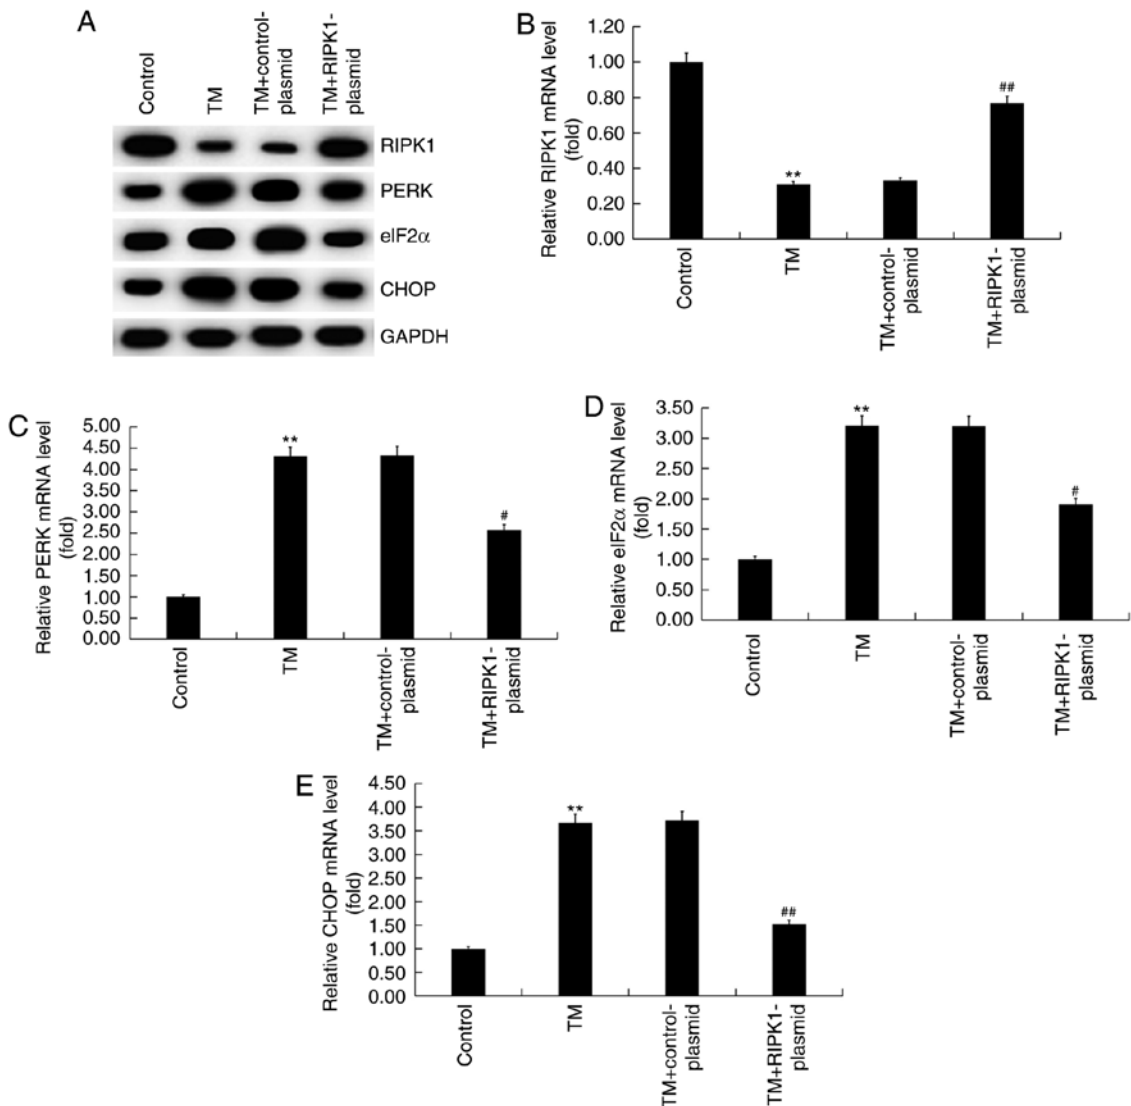 A
Control
TM
TM+control-
plasmid
TM+RIPK1-
plasmid
RIPK1
PERK
eIF2α
CHOP
GAPDH
B
Relative RIPK1 mRNA level
(fold)
1.20
1.00
0.80
0.60
0.40
0.20
0.00
**
##
Control
TM
TM+control-
plasmid
TM+RIPK1-
plasmid
C
Relative PERK mRNA level
(fold)
5.00
4.50
4.00
3.50
3.00
2.50
2.00
1.50
1.00
0.50
0.00
**
#
Control
TM
TM+control-
plasmid
TM+RIPK1-
plasmid
D
Relative eIF2α mRNA level
(fold)
3.50
3.00
2.50
2.00
1.50
1.00
0.50
0.00
**
#
Control
TM
TM+control-
plasmid
TM+RIPK1-
plasmid
E
Relative CHOP mRNA level
(fold)
4.50
4.00
3.50
3.00
2.50
2.00
1.50
1.00
0.50
0.00
**
##
Control
TM
TM+control-
plasmid
TM+RIPK1-
plasmid